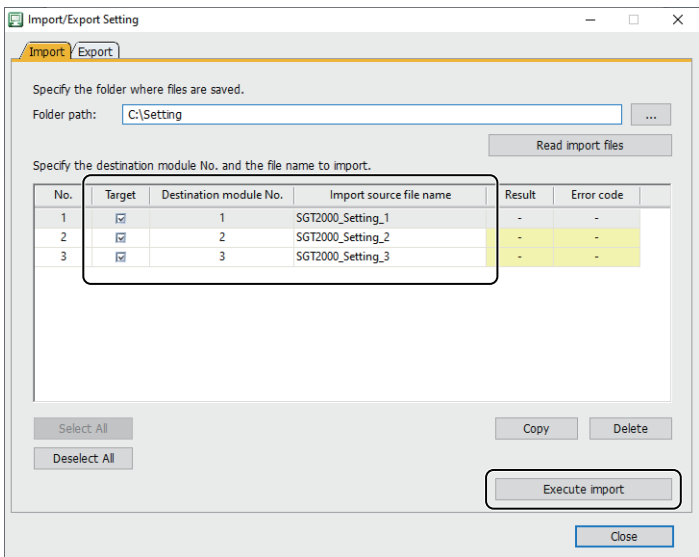 Import/Export Setting
Import Export
Specify the folder where files are saved.
Folder path: C:\Setting ...
Read import files
Specify the destination module No. and the file name to import.
No. Target Destination module No. Import source file name Result Error code
1 1 SGT2000_Setting_1 - -
2 2 SGT2000_Setting_2 - -
3 3 SGT2000_Setting_3 - -
Select All Copy Delete
Deselect All
Execute import
Close